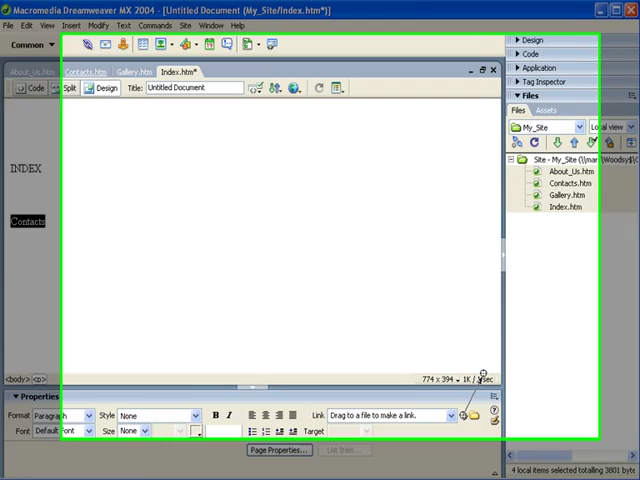 Macromedia Dreamweaver MX 2004 - [Untitled Document (My_Site/Index.htm*)]
File Edit View Insert Modify Text Commands Site Window Help
Common
Design
Code
Application
Tag Inspector
Files
Files Assets
My_Site Local view
Site - My_Site (\\mar
About_Us.htm
Contacts.htm
Gallery.htm
Index.htm
About_Us.htm Contacts.htm Gallery.htm Index.htm*
Code Split Design Title: Untitled Document
INDEX
Contacts
<body> <p> 774 x 394 1K /
Properties
Format Paragraph Style None B I Link Drag to a file to make a link.
Font Default Font Size None Target
Page Properties... List Item...
4 local items selected totalling 3801 byte